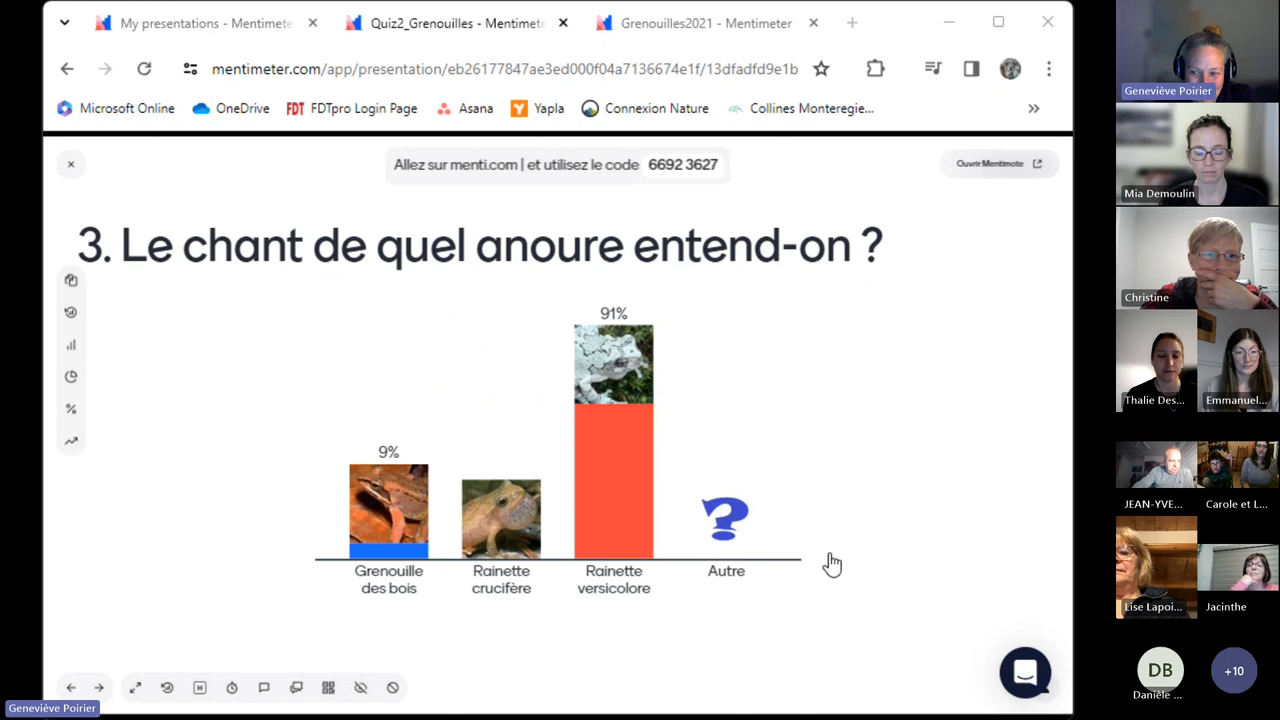 My presentations - Mentimete
Quiz2_Grenouilles - Mentimete
Grenouilles2021 - Mentimeter
mentimeter.com/app/presentation/eb26177847ae3ed000f04a7136674e1f/13dfadfd9e1b
Microsoft Online
OneDrive
FDT FDTpro Login Page
Asana
Yapla
Connexion Nature
Collines Monteregie...
Allez sur menti.com | et utilisez le code 6692 3627
Ouvrir Mentimote
3. Le chant de quel anoure entend-on ?
9%
91%
Grenouille
des bois
Rainette
crucifère
Rainette
versicolore
Autre
Geneviève Poirier
Geneviève Poirier
Mia Demoulin
Christine
Thalie Des...
Emmanuel...
JEAN-YVE...
Carole et L...
Lise Lapoi...
Jacinthe
DB
Danièle ...
+10